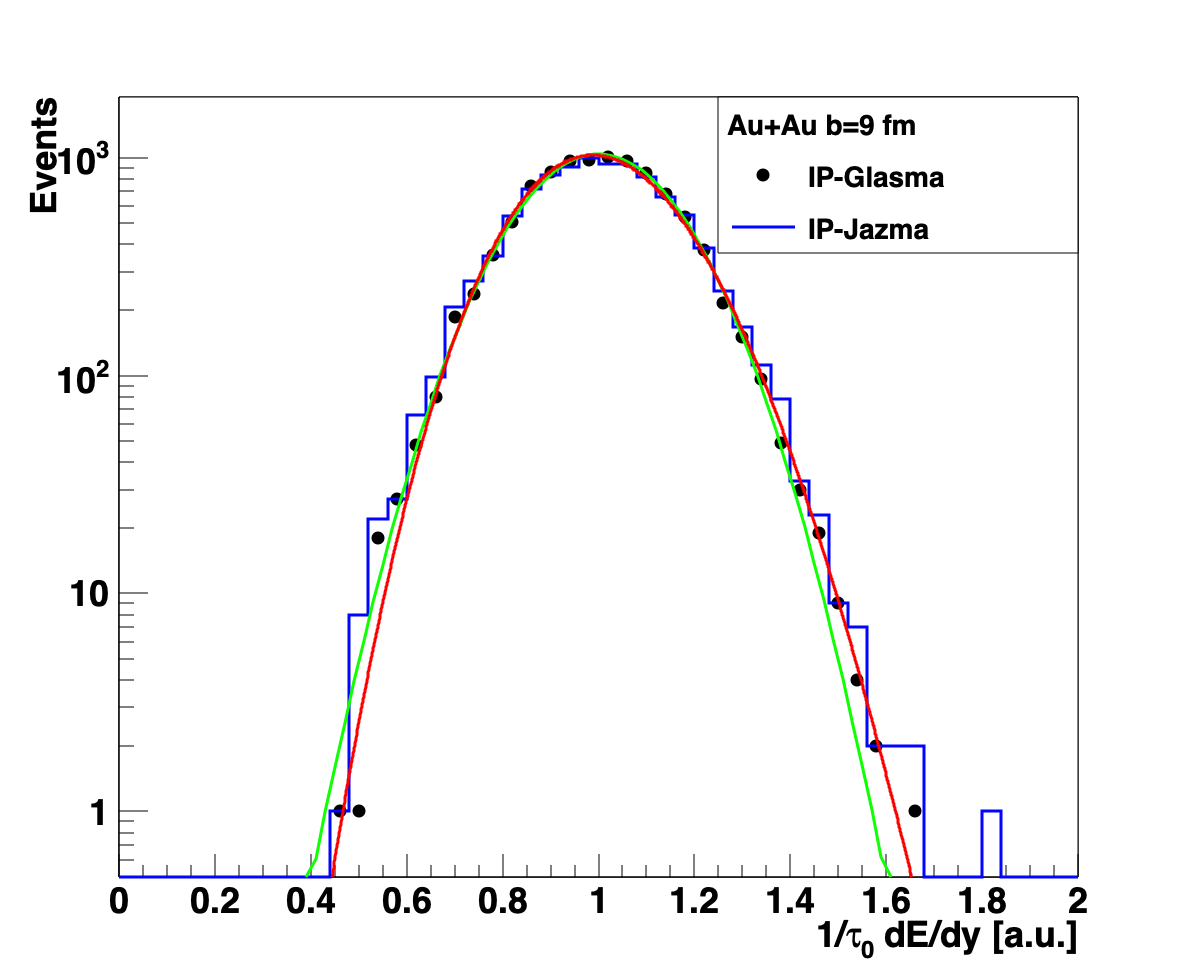 Events
10³
10²
10
1
Au+Au b=9 fm
IP-Glasma
IP-Jazma
0 0.2 0.4 0.6 0.8 1 1.2 1.4 1.6 1.8 2
1/τ₀ dE/dy [a.u.]